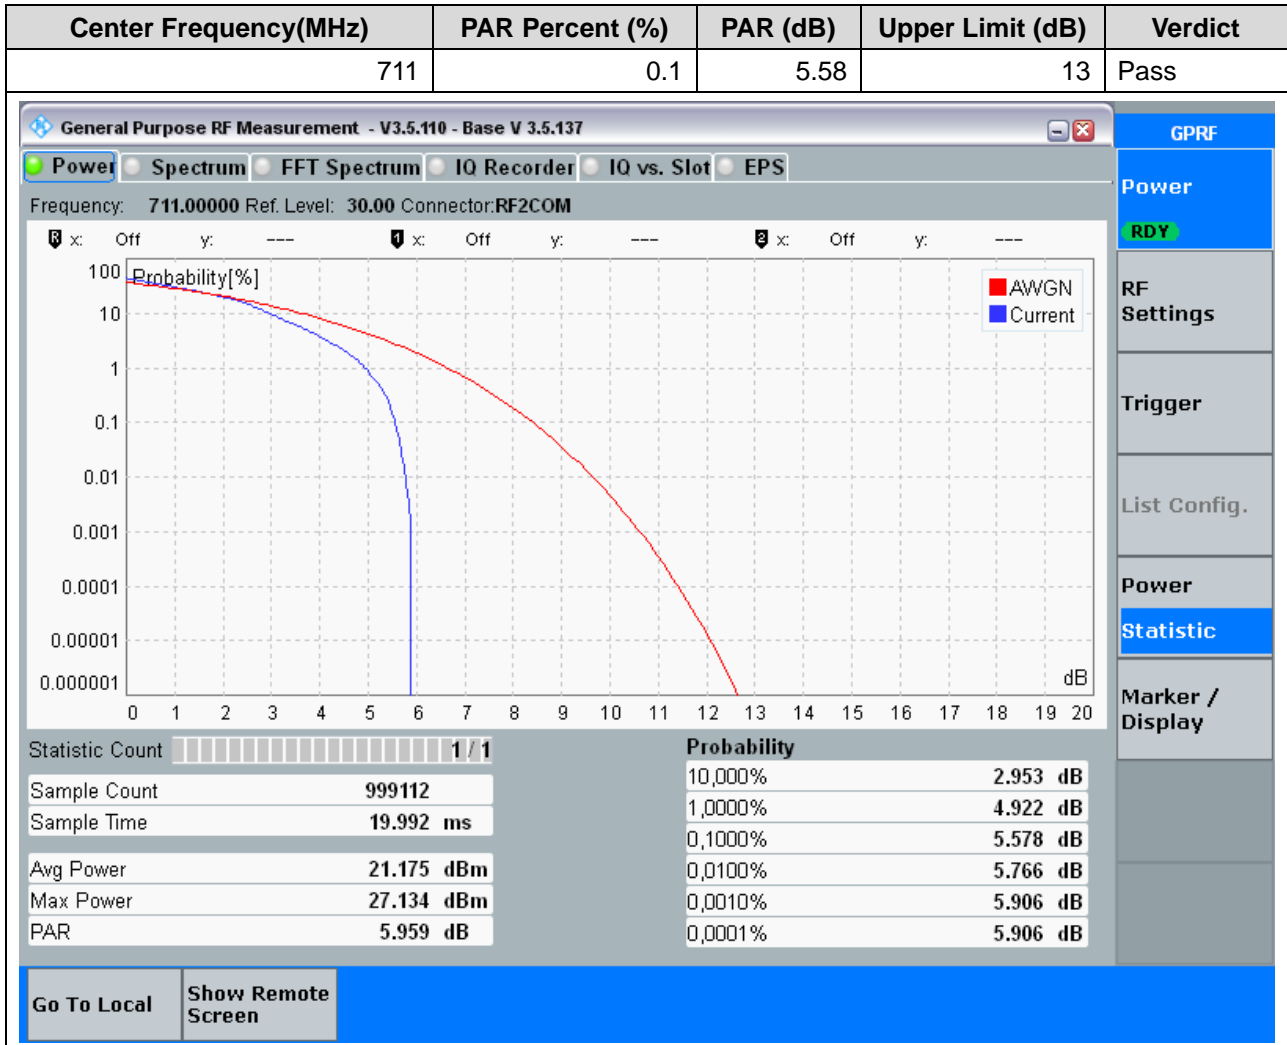 Center Frequency(MHz) PAR Percent (%) PAR (dB) Upper Limit (dB) Verdict
711 0.1 5.58 13 Pass
General Purpose RF Measurement - V3.5.110 - Base V 3.5.137
GPRF
Power Spectrum FFT Spectrum IQ Recorder IQ vs. Slot EPS
Power
RDY
Frequency: 711.00000 Ref. Level: 30.00 Connector:RF2COM
R x: Off y: --- 1 x: Off y: --- 2 x: Off y: ---
Probability[%]
AWGN
Current
100
10
1
0.1
0.01
0.001
0.0001
0.00001
0.000001
dB
0 1 2 3 4 5 6 7 8 9 10 11 12 13 14 15 16 17 18 19 20
RF
Settings
Trigger
List Config.
Power
Statistic
Marker /
Display
Statistic Count 1 / 1
Sample Count 999112
Sample Time 19.992 ms
Avg Power 21.175 dBm
Max Power 27.134 dBm
PAR 5.959 dB
Probability
10,000% 2.953 dB
1,0000% 4.922 dB
0,1000% 5.578 dB
0,0100% 5.766 dB
0,0010% 5.906 dB
0,0001% 5.906 dB
Go To Local
Show Remote
Screen